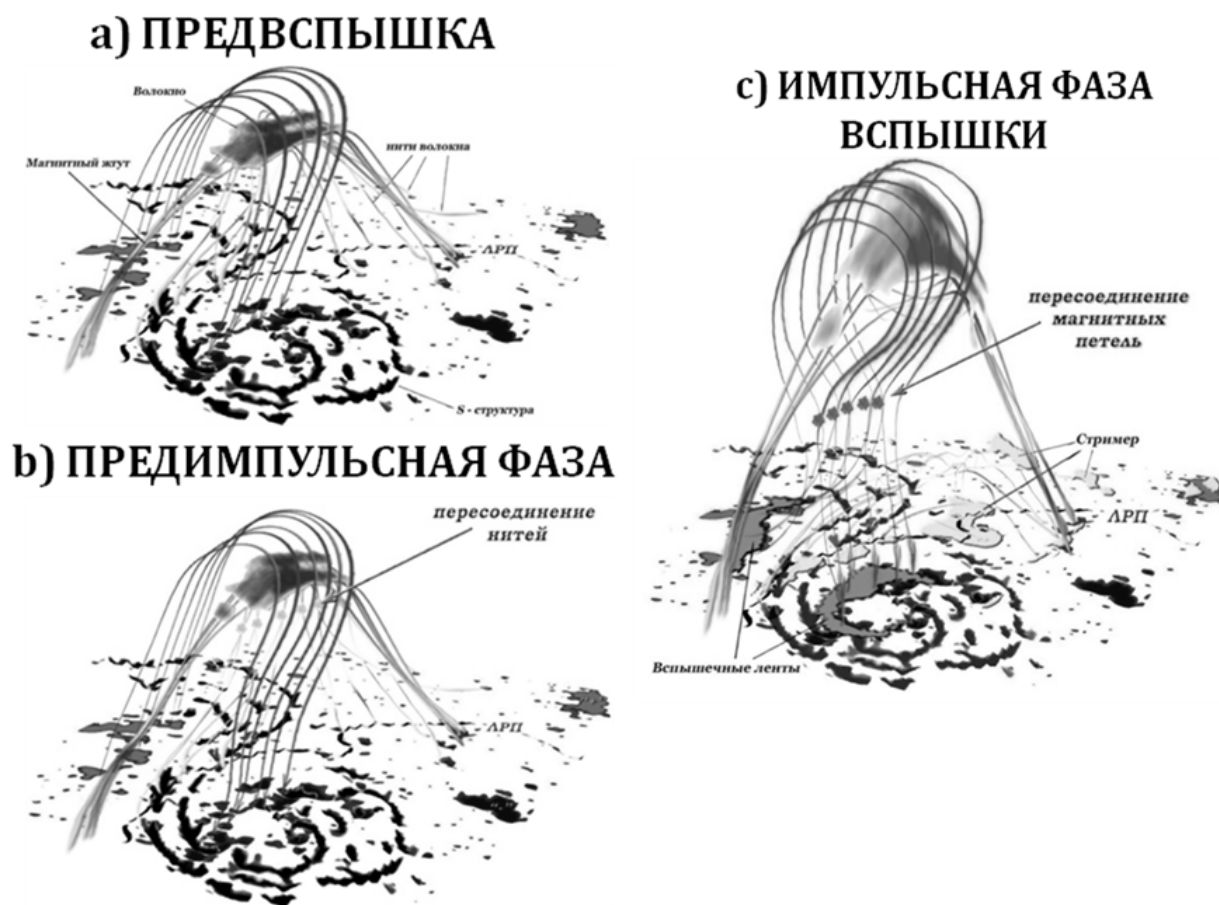 a) ПРЕДВСПЫШКА
Волокно
нити волокна
Магнитный жгут
ЛРП
S - структура
b) ПРЕДИМПУЛЬСНАЯ ФАЗА
пересоединение
нитей
ЛРП
c) ИМПУЛЬСНАЯ ФАЗА
ВСПЫШКИ
пересоединение
магнитных
петель
Стример
ЛРП
Вспышечные ленты